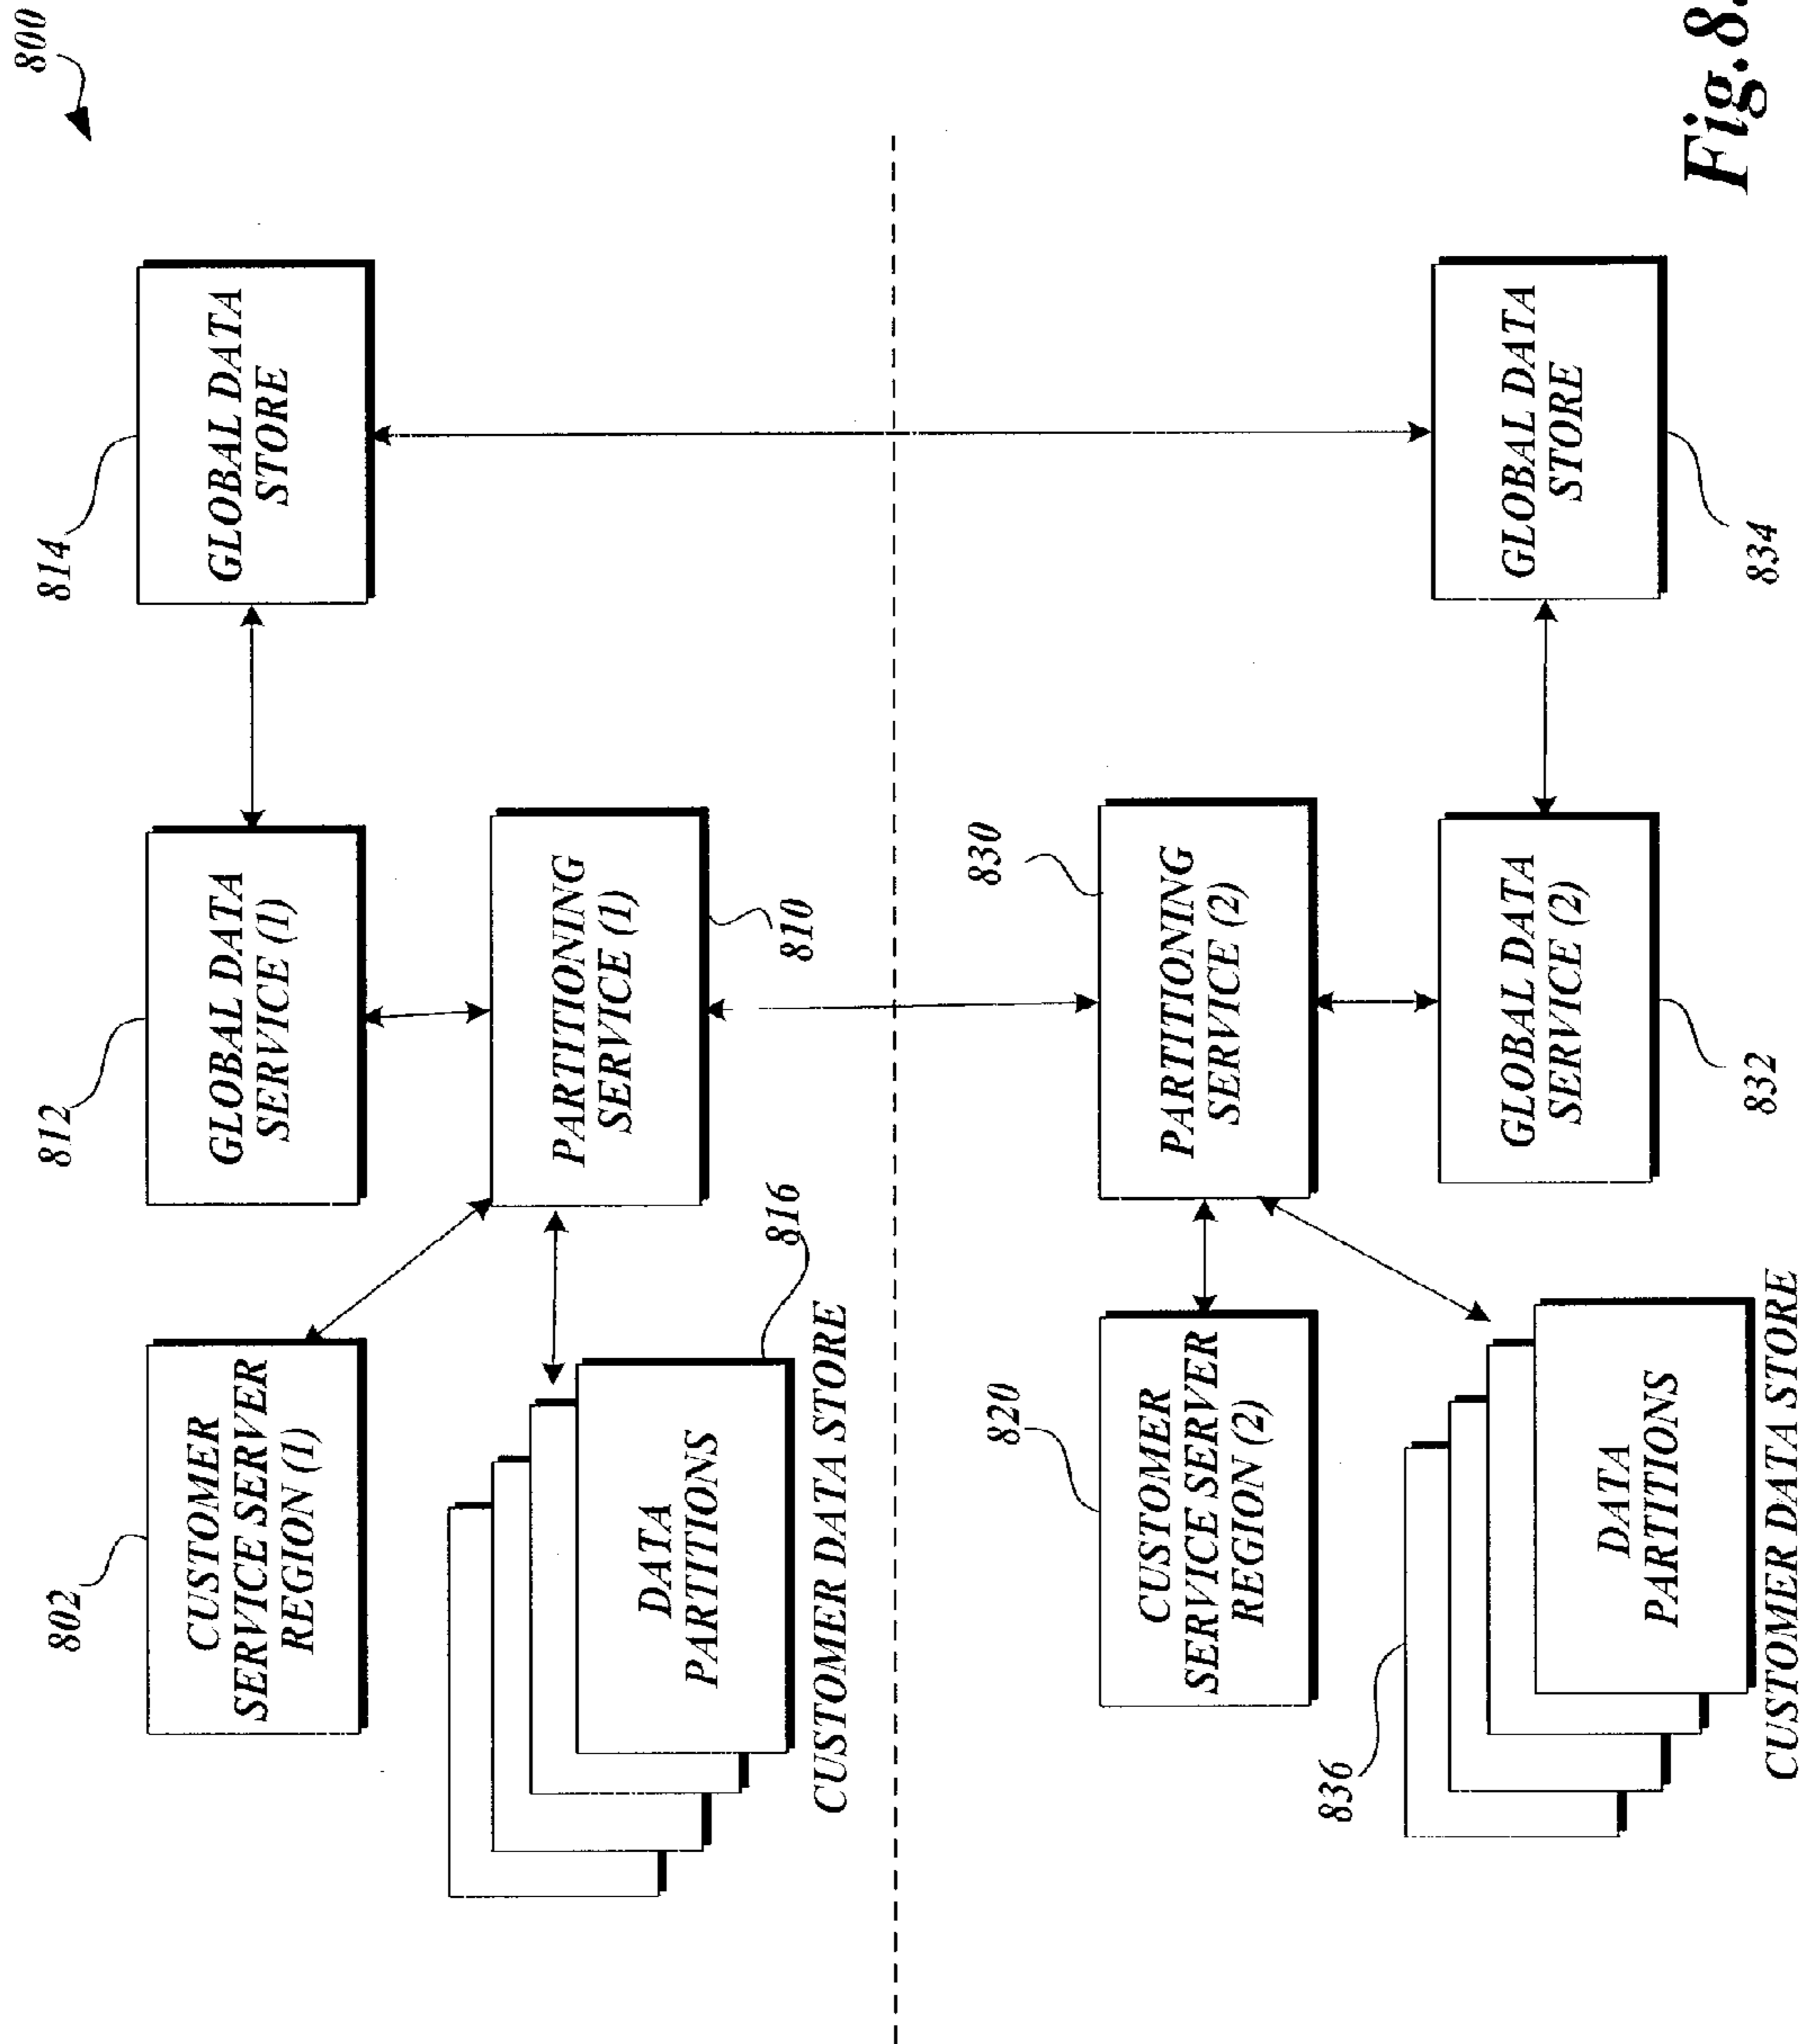 800
802
CUSTOMER
SERVICE SERVER
REGION (1)
812
GLOBAL DATA
SERVICE (1)
814
GLOBAL DATA
STORE
DATA
PARTITIONS
816
CUSTOMER DATA STORE
PARTITIONING
SERVICE (1)
810
820
CUSTOMER
SERVICE SERVER
REGION (2)
830
PARTITIONING
SERVICE (2)
836
DATA
PARTITIONS
CUSTOMER DATA STORE
GLOBAL DATA
SERVICE (2)
832
GLOBAL DATA
STORE
834
Fig.8.